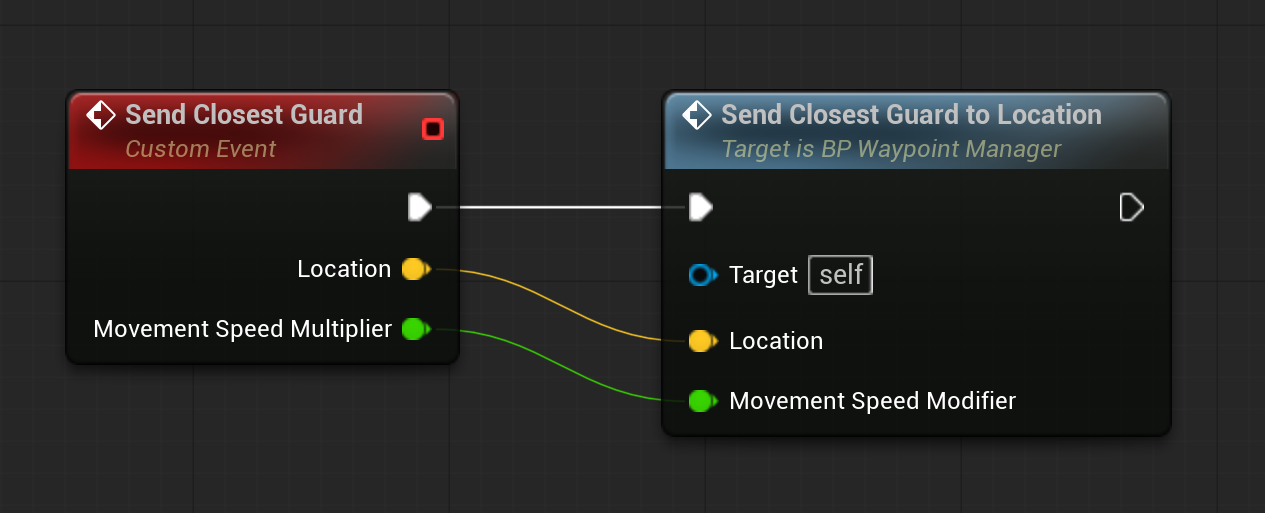 Send Closest Guard
Custom Event
Location
Movement Speed Multiplier
Send Closest Guard to Location
Target is BP Waypoint Manager
Target self
Location
Movement Speed Modifier